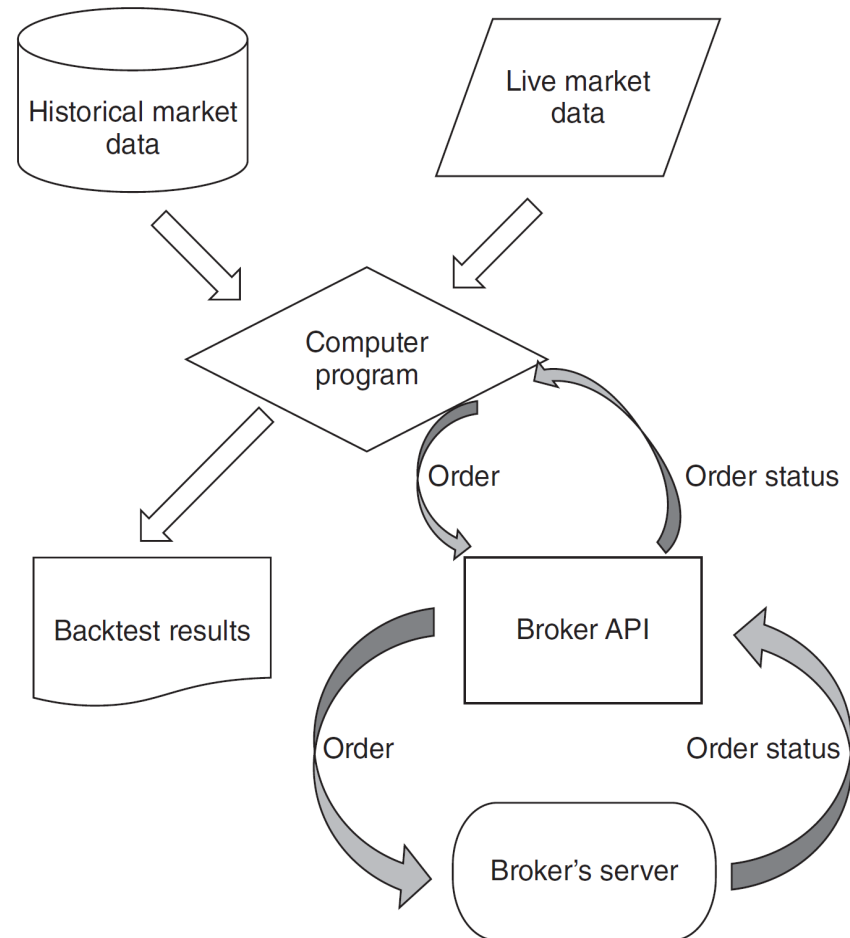 Historical market
data
Live market
data
Computer
program
Order
Order status
Backtest results
Broker API
Order
Order status
Broker’s server